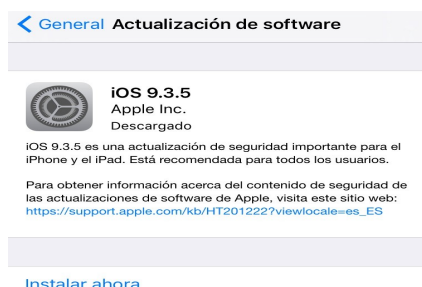 General Actualización de software
iOS 9.3.5
Apple Inc.
Descargado
iOS 9.3.5 es una actualización de seguridad importante para el
iPhone y el iPad. Está recomendada para todos los usuarios.
Para obtener información acerca del contenido de seguridad de
las actualizaciones de software de Apple, visita este sitio web:
https://support.apple.com/kb/HT201222?viewlocale=es_ES
Instalar ahora